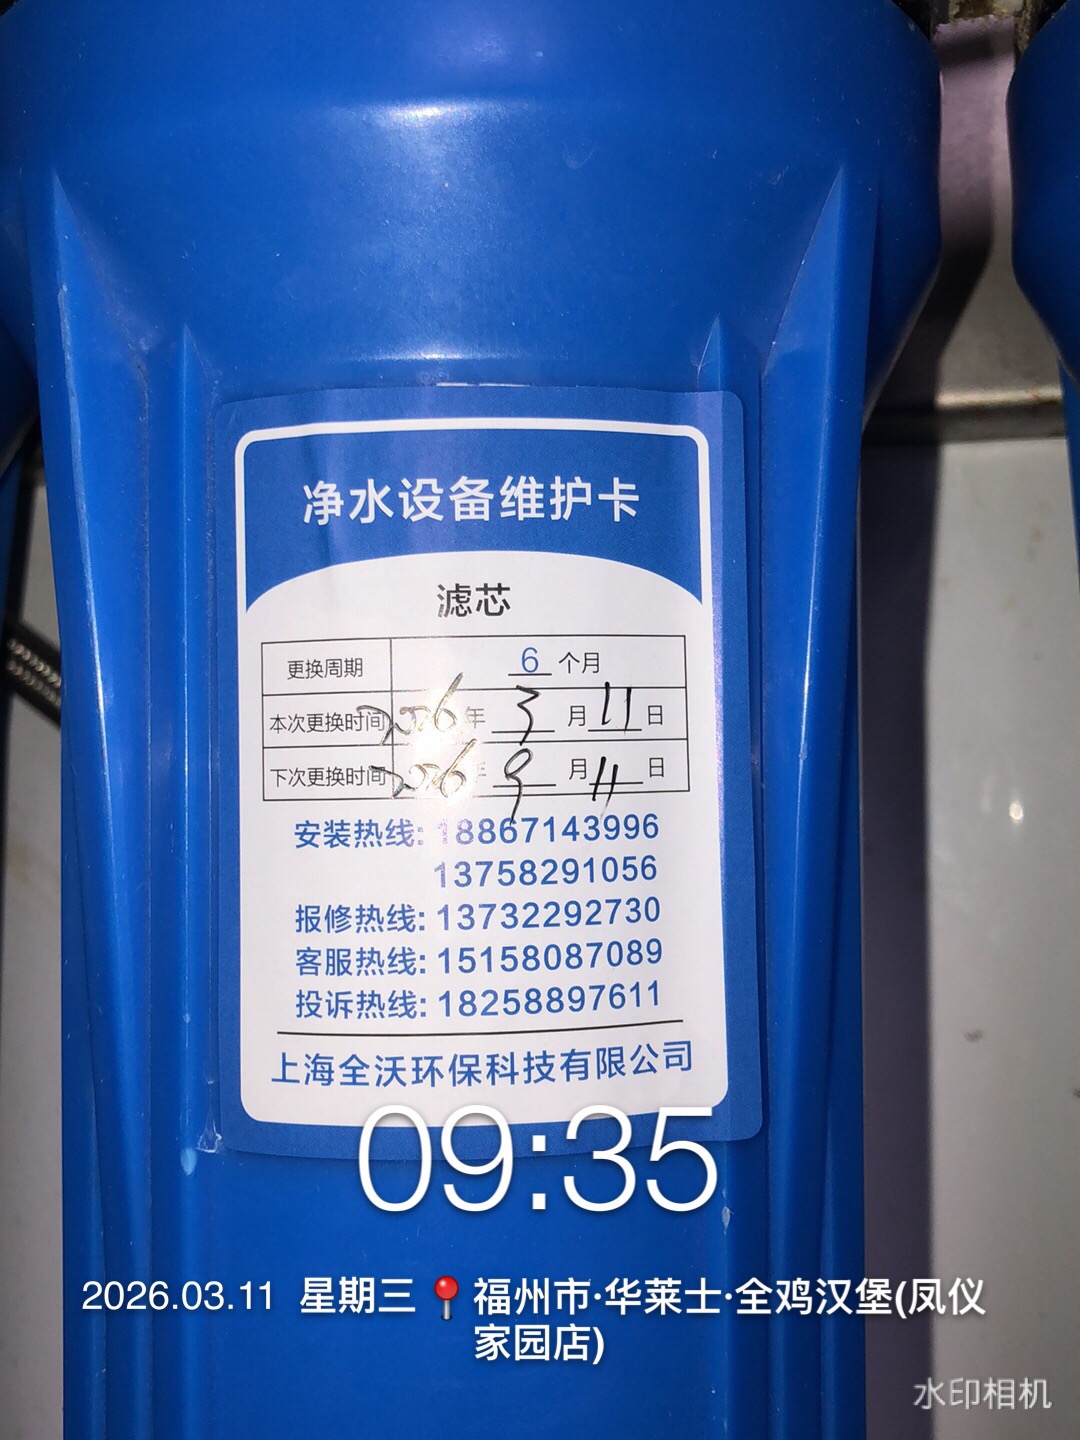 净水设备维护卡
滤芯
更换周期 6 个月
本次更换时间 2026 年 3 月 11 日
下次更换时间 2026 年 9 月 11 日
安装热线: 18867143996
13758291056
报修热线: 13732292730
客服热线: 15158087089
投诉热线: 18258897611
上海全沃环保科技有限公司
09:35
2026.03.11 星期三 📍 福州市·华莱士·全鸡汉堡(凤仪
家园店)
水印相机